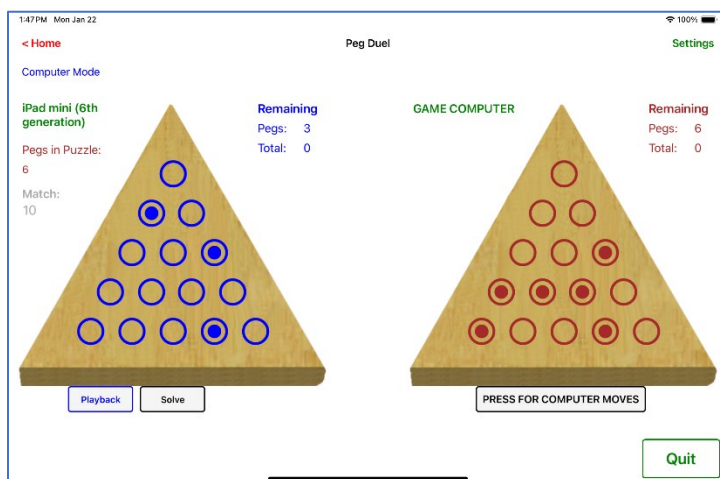 1:47 PM Mon Jan 22
100%
< Home
Peg Duel
Settings
Computer Mode
iPad mini (6th
generation)
Remaining
Pegs: 3
Total: 0
Pegs in Puzzle:
6
Match:
10
GAME COMPUTER
Remaining
Pegs: 6
Total: 0
Playback
Solve
PRESS FOR COMPUTER MOVES
Quit